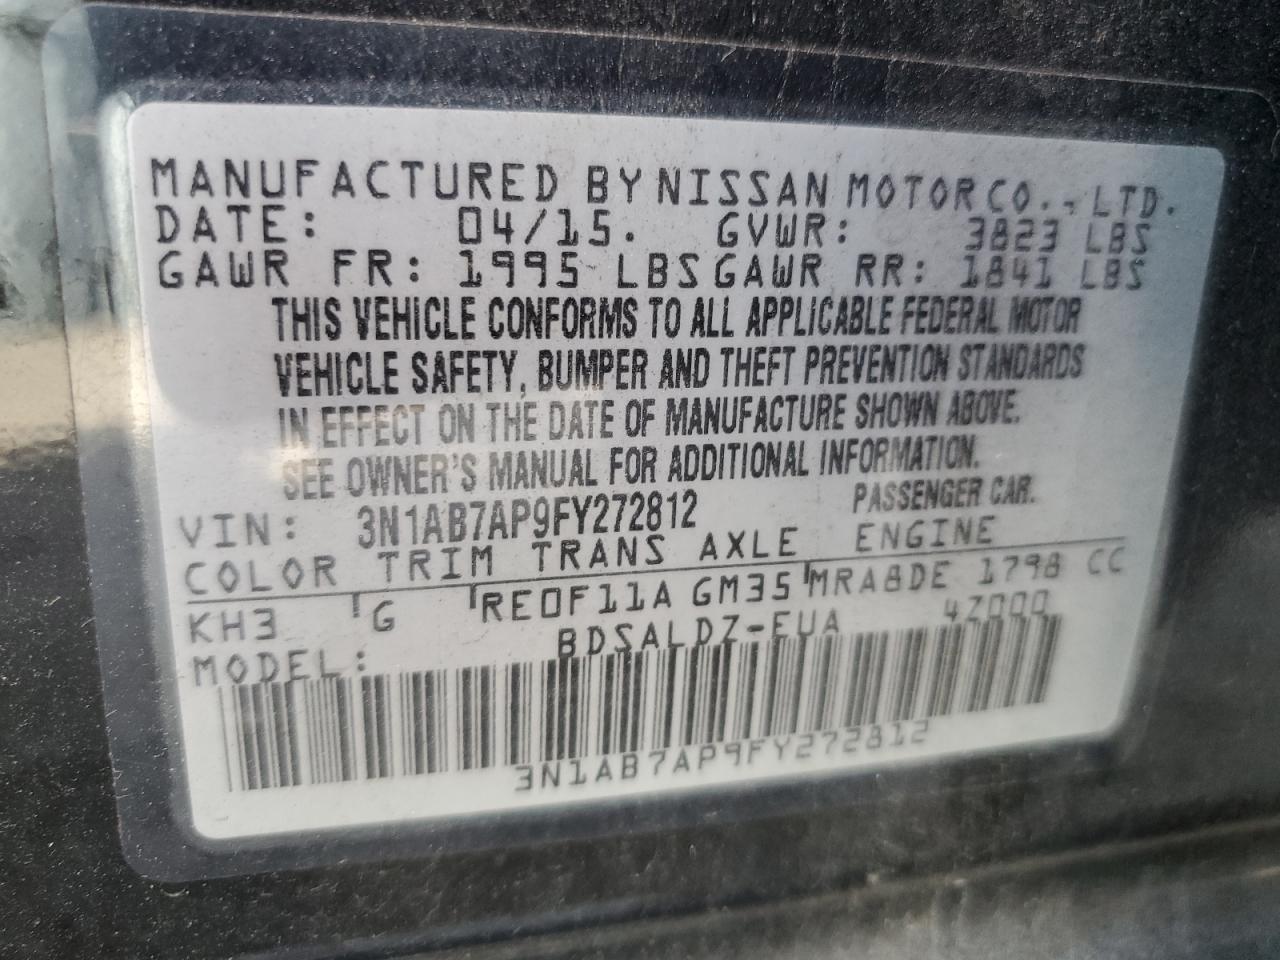 MANUFACTURED BY NISSAN MOTOR CO., LTD.
DATE: 04/15. GVWR: 3823 LBS
GAWR FR: 1995 LBS GAWR RR: 1841 LBS
THIS VEHICLE CONFORMS TO ALL APPLICABLE FEDERAL MOTOR
VEHICLE SAFETY, BUMPER AND THEFT PREVENTION STANDARDS
IN EFFECT ON THE DATE OF MANUFACTURE SHOWN ABOVE.
SEE OWNER'S MANUAL FOR ADDITIONAL INFORMATION.
VIN: 3N1AB7AP9FY272812 PASSENGER CAR.
COLOR TRIM TRANS AXLE ENGINE
KH3 G RE0F11A GM35 MRA8DE 1798 CC
MODEL: BDSALDZ-EUA 4Z000
3N1AB7AP9FY272812